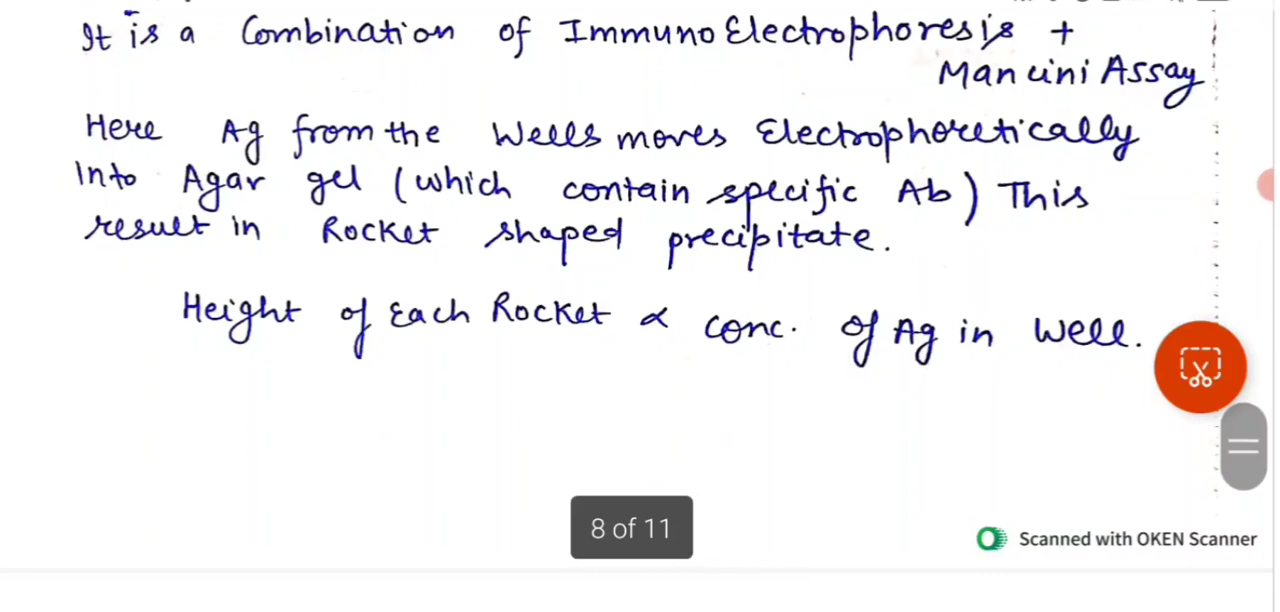 It is a Combination of Immuno Electrophoresis +
Mancini Assay
Here Ag from the Wells moves Electrophoretically
Into Agar gel (which contain specific Ab) This
result in Rocket shaped precipitate.
Height of Each Rocket ∝ conc. of Ag in well.
8 of 11
Scanned with OKEN Scanner